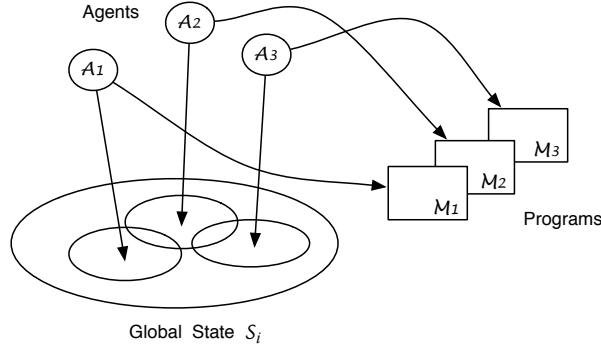 Agents
A1
A2
A3
M3
M2
M1
Programs
Global State Si